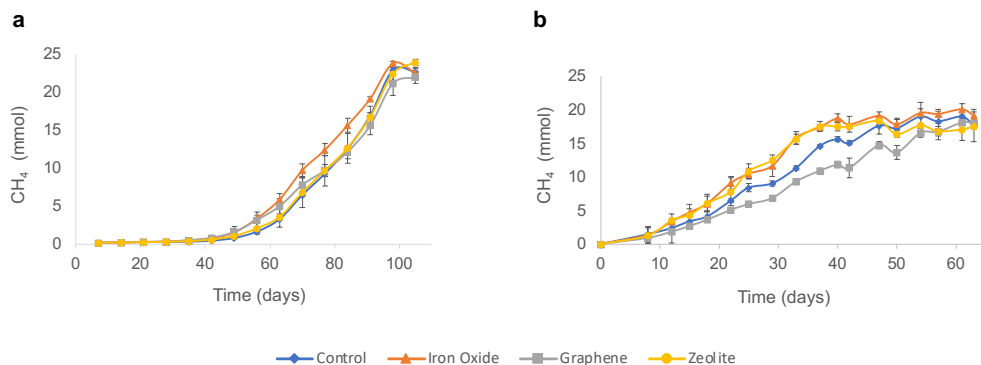 a
25
20
15
10
5
0
CH4 (mmol)
0 20 40 60 80 100
Time (days)
b
25
20
15
10
5
0
CH4 (mmol)
0 10 20 30 40 50 60
Time (days)
Control Iron Oxide Graphene Zeolite